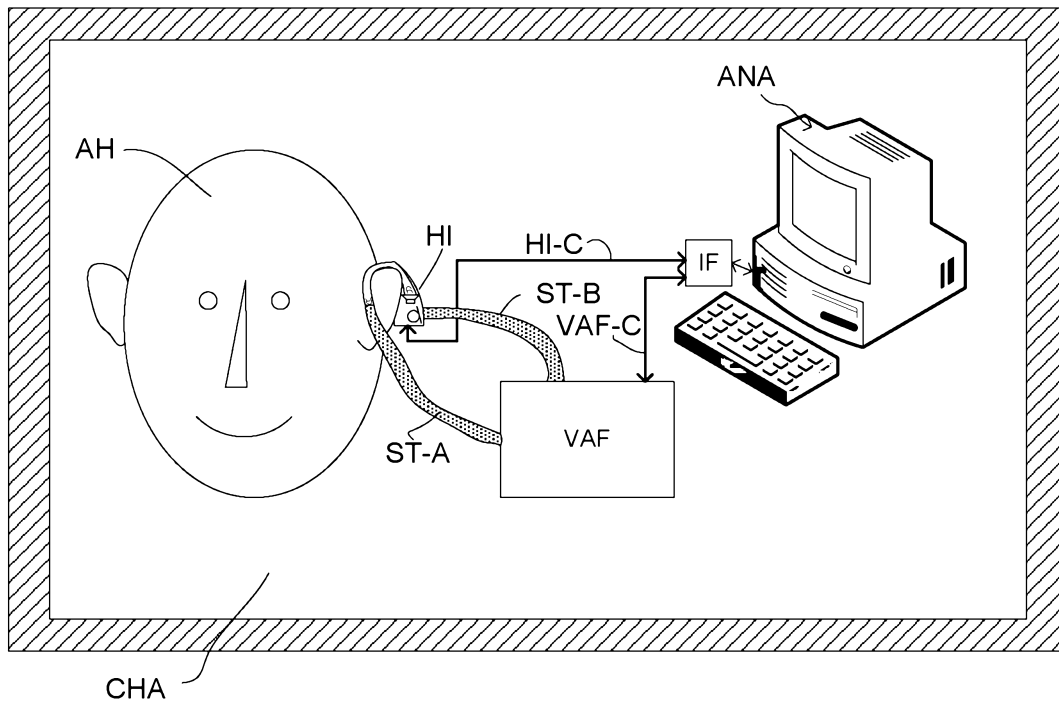 ANA
AH
HI
HI-C
IF
ST-B
VAF-C
VAF
ST-A
CHA